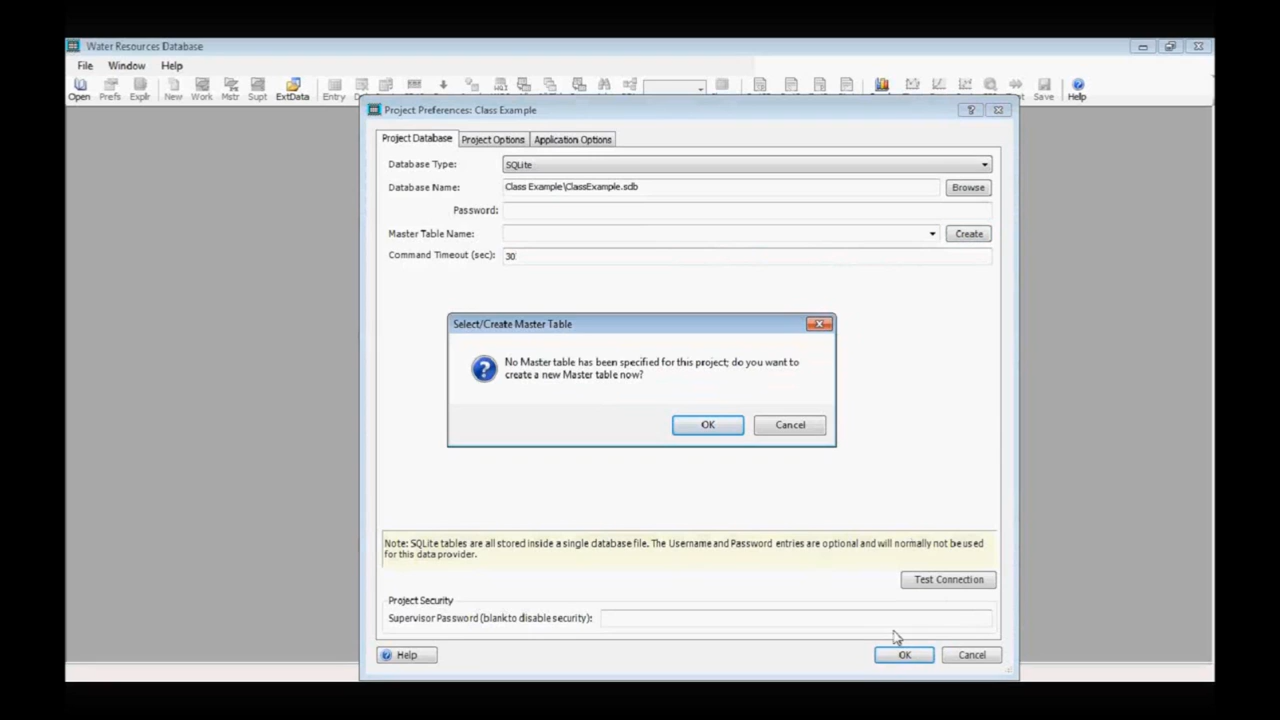 Water Resources Database
File Window Help
Open Prefs Explr New Work Mstr Supt ExtData Entry Save Help
Project Preferences: Class Example
Project Database Project Options Application Options
Database Type: SQLite
Database Name: Class Example\ClassExample.sdb Browse
Password:
Master Table Name: Create
Command Timeout (sec): 30
Select/Create Master Table
No Master table has been specified for this project; do you want to
create a new Master table now?
OK Cancel
Note: SQLite tables are all stored inside a single database file. The Username and Password entries are optional and will normally not be used
for this data provider.
Test Connection
Project Security
Supervisor Password (blank to disable security):
Help OK Cancel